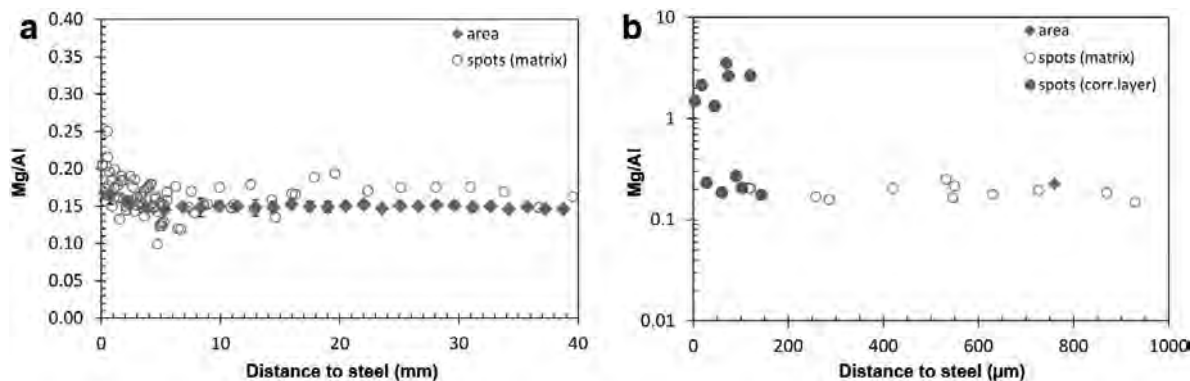 a
0.40
0.35
0.30
0.25
0.20
0.15
0.10
0.05
0.00
Mg/Al
area
spots (matrix)
0 10 20 30 40
Distance to steel (mm)
b
10
1
0.1
0.01
Mg/Al
area
spots (matrix)
spots (corr.layer)
0 200 400 600 800 1000
Distance to steel (µm)